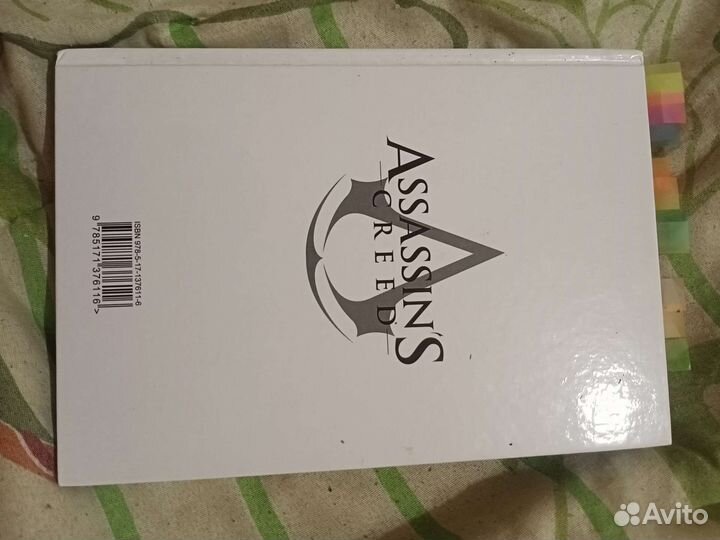 ASSASSIN'S
CREED
ISBN 978-5-17-137611-6
9 785171 376116 >
Avito